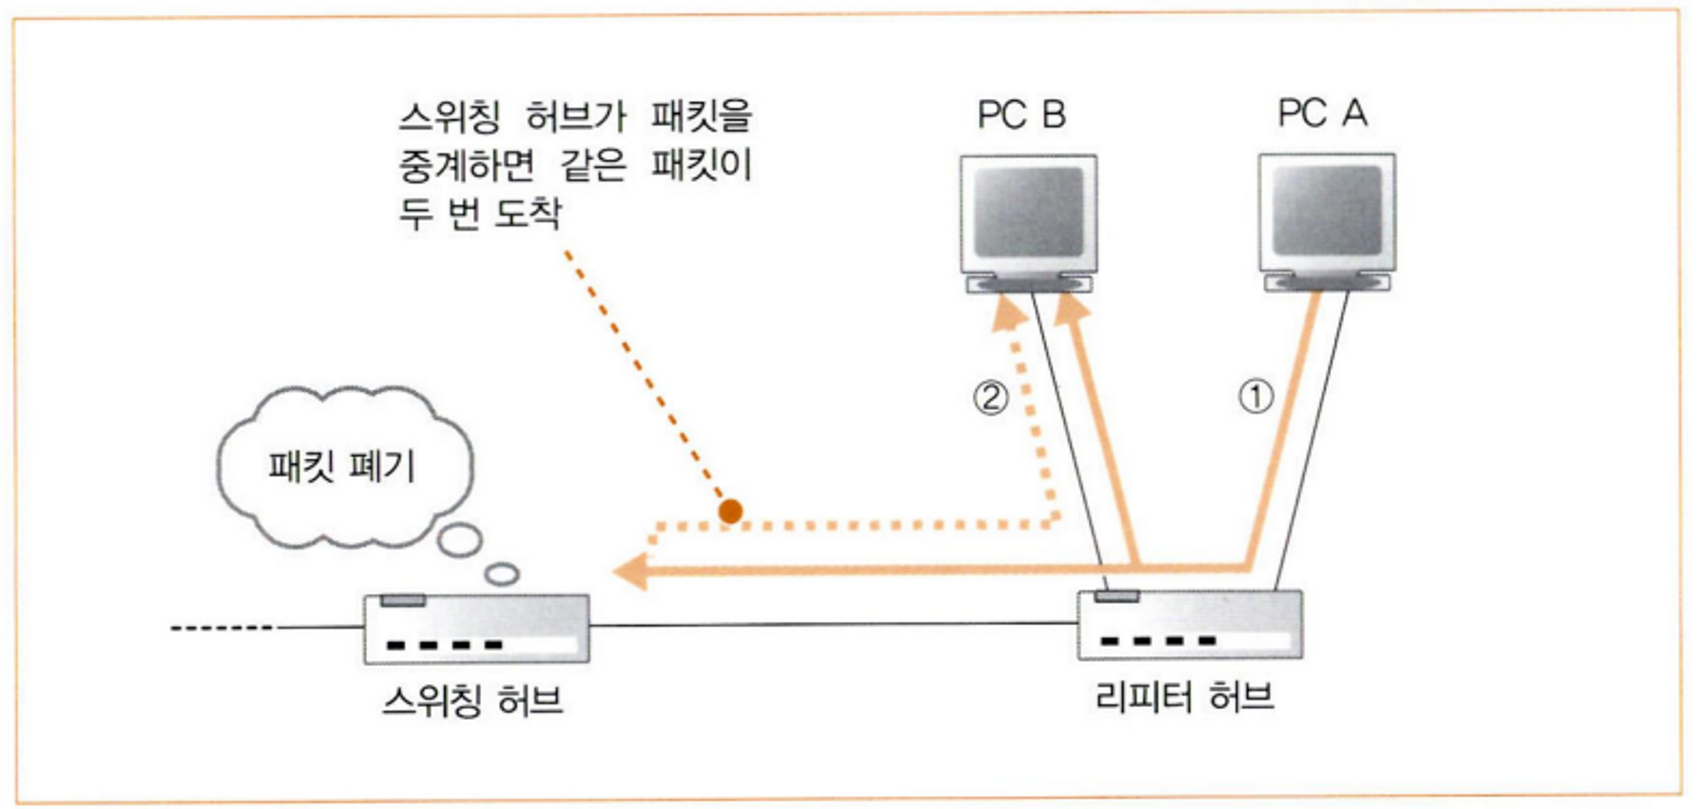 스위칭 허브가 패킷을
중계하면 같은 패킷이
두 번 도착
PC B
PC A
②
①
패킷 폐기
스위칭 허브
리피터 허브